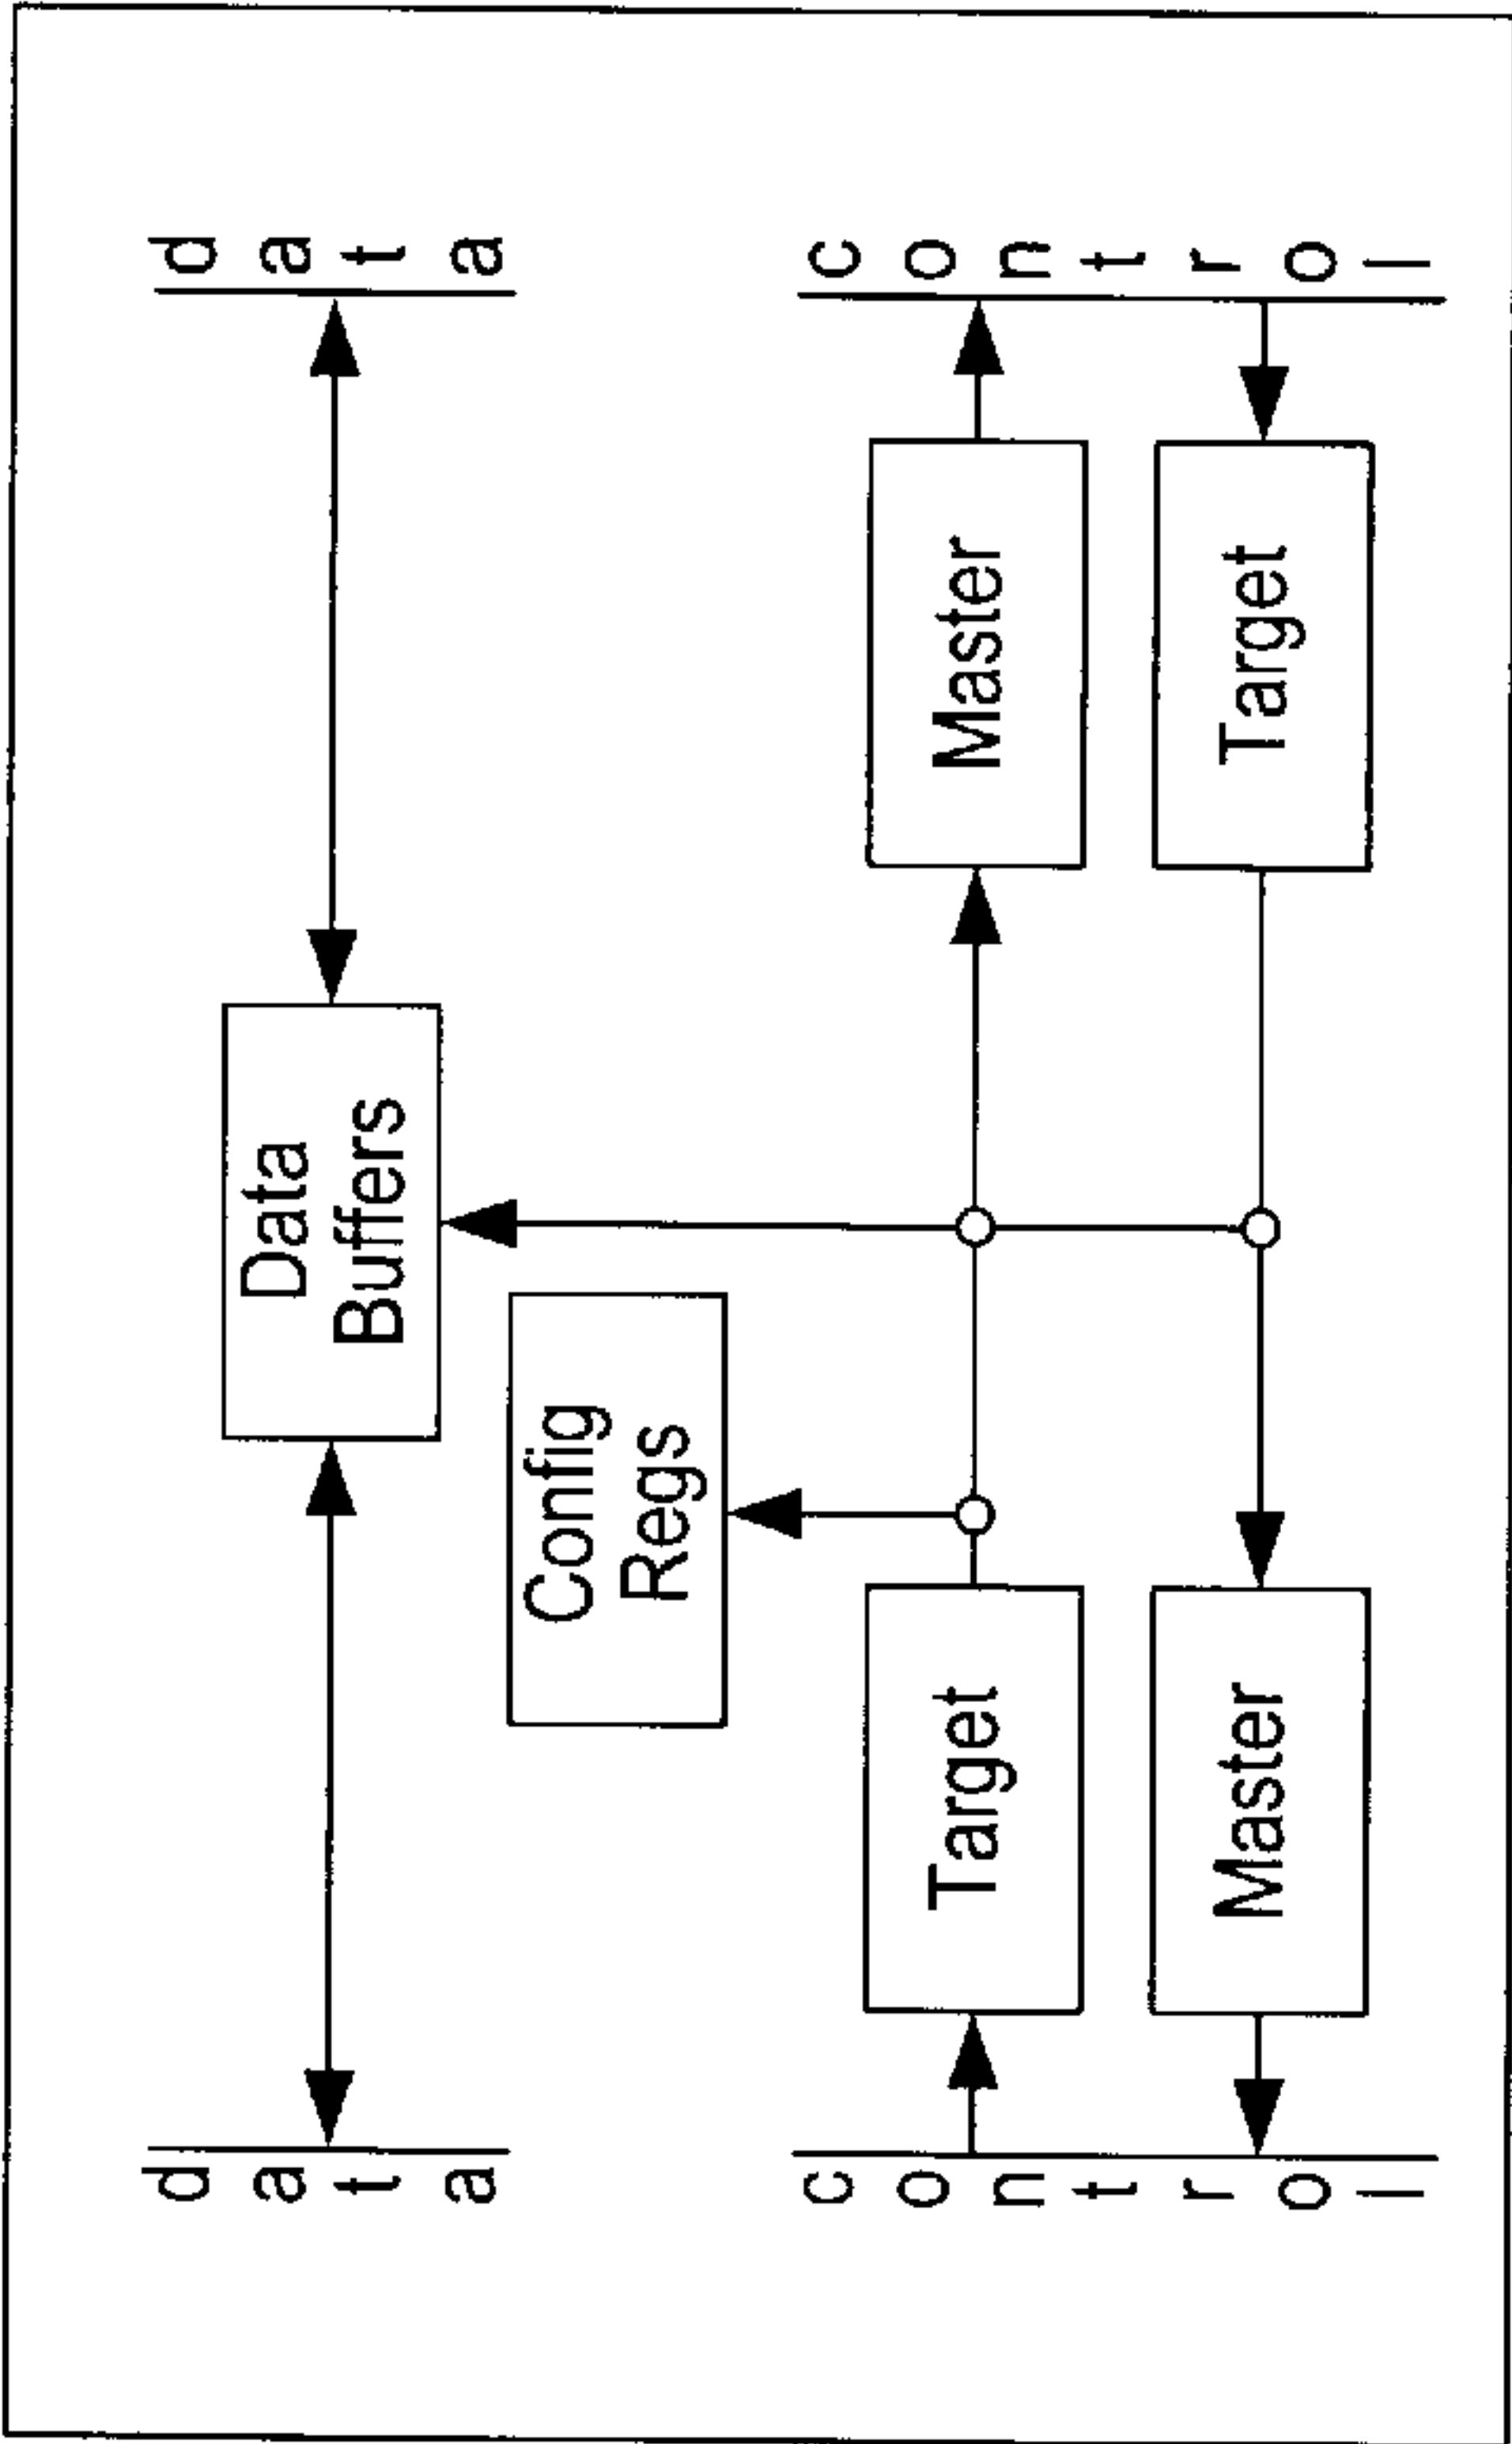 data
Data
Buffers
data
Config
Regs
control
Target
Master
control
Master
Target